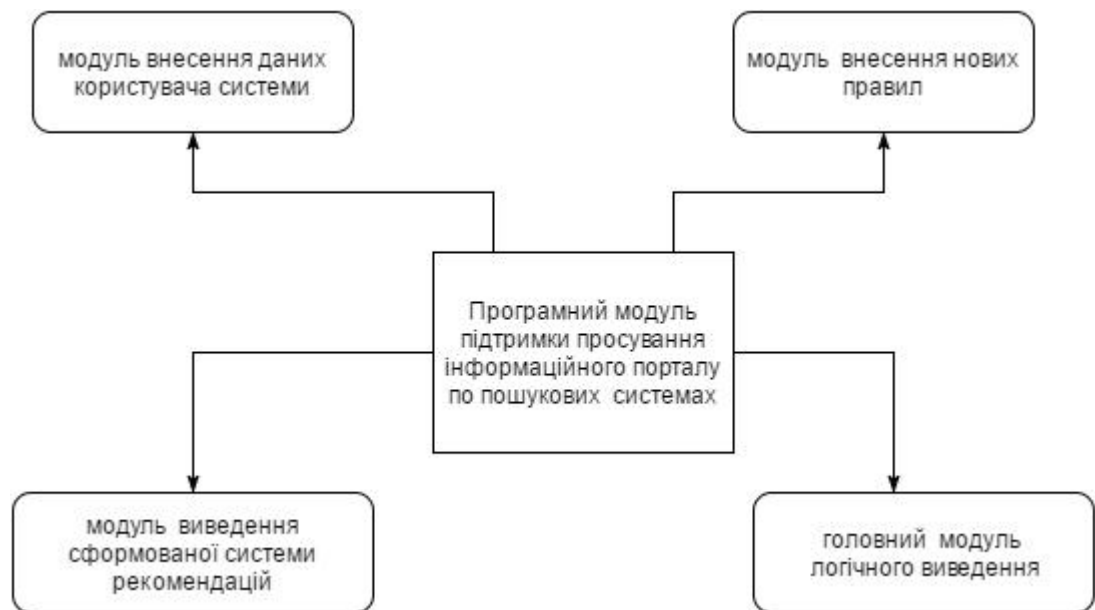 модуль внесення даних
користувача системи
модуль внесення нових
правил
Програмний модуль
підтримки просування
інформаційного порталу
по пошукових системах
модуль виведення
сформованої системи
рекомендацій
головний модуль
логічного виведення